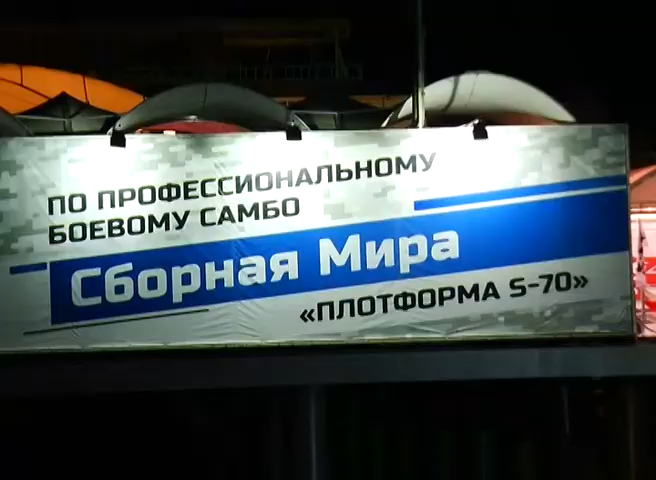 ПО ПРОФЕССИОНАЛЬНОМУ
БОЕВОМУ САМБО
Сборная Мира
«ПЛОТФОРМА S-70»